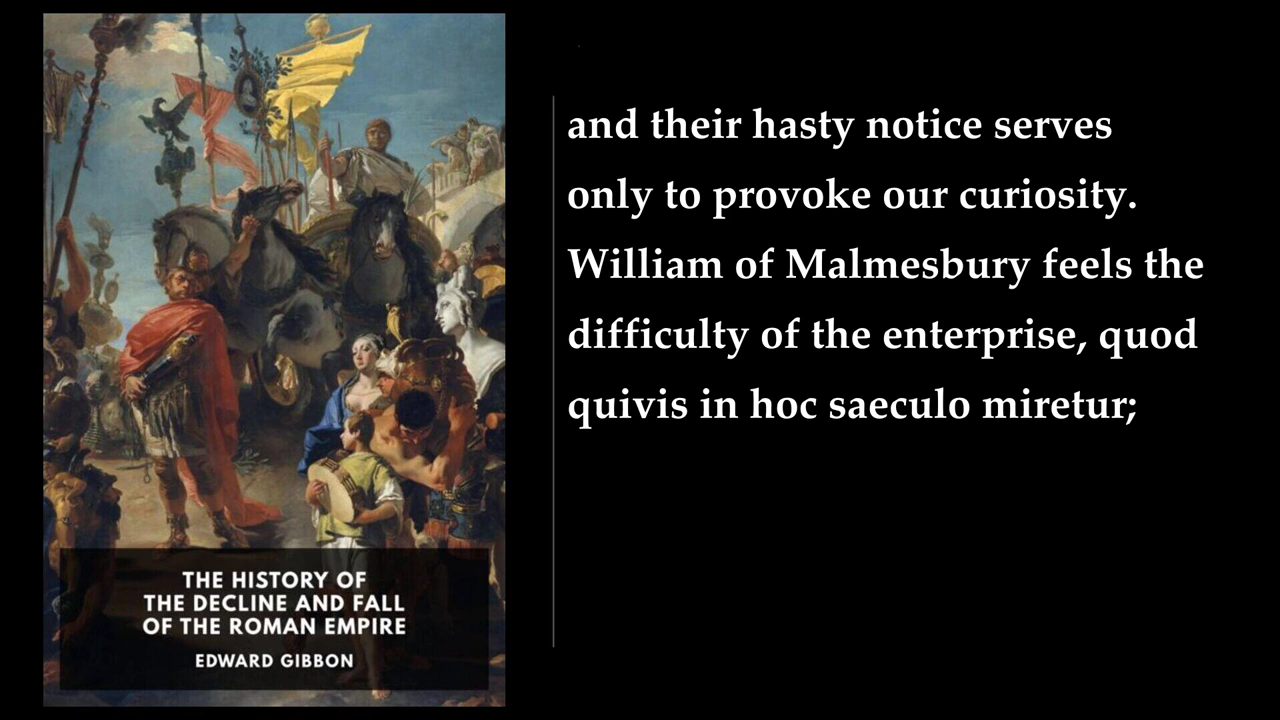 and their hasty notice serves
only to provoke our curiosity.
William of Malmesbury feels the
difficulty of the enterprise, quod
quivis in hoc saeculo miretur;
THE HISTORY OF
THE DECLINE AND FALL
OF THE ROMAN EMPIRE
EDWARD GIBBON